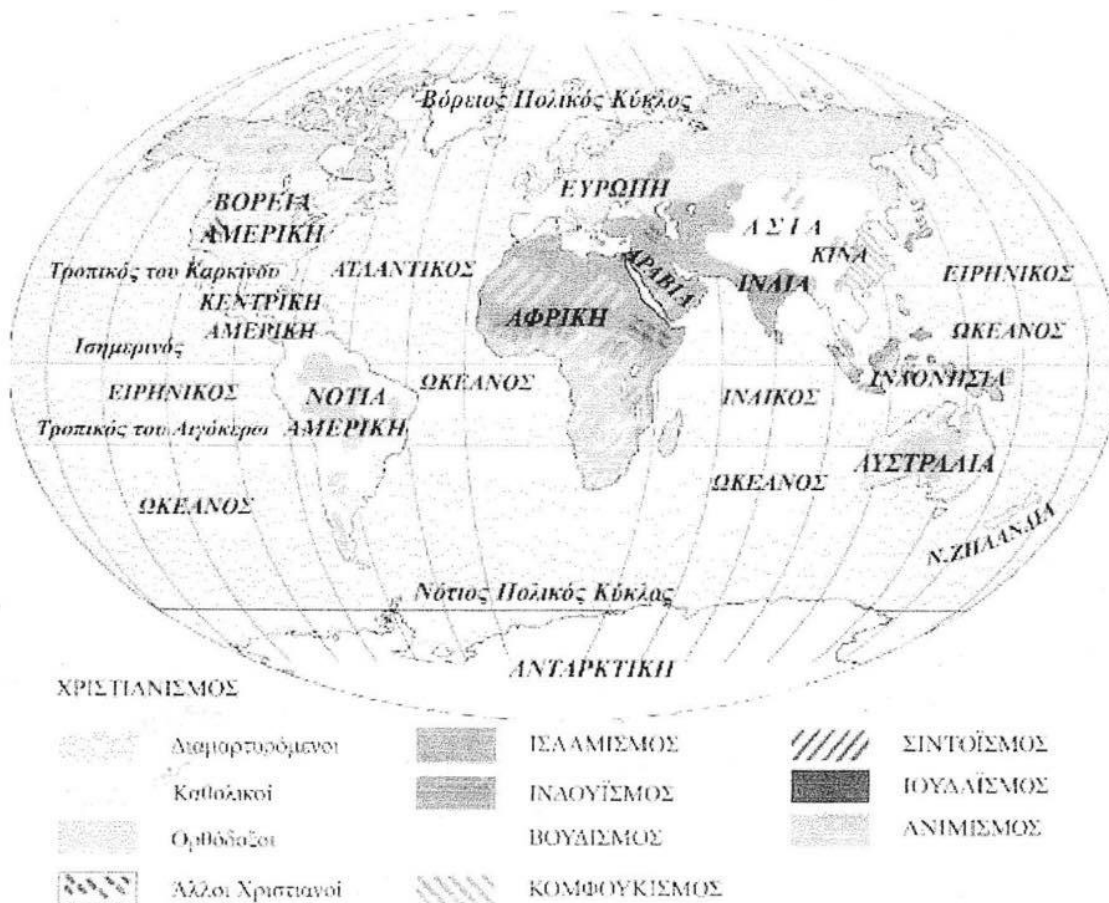 Βόρειος Πολικός Κύκλος
ΒΟΡΕΙΑ
ΑΜΕΡΙΚΗ
ΕΥΡΩΠΗ
ΑΣΙΑ
ΚΙΝΑ
Τροπικός του Καρκίνου
ΑΤΛΑΝΤΙΚΟΣ
ΑΡΑΒΙΑ
ΙΝΔΙΑ
ΕΙΡΗΝΙΚΟΣ
ΚΕΝΤΡΙΚΗ
ΑΜΕΡΙΚΗ
ΑΦΡΙΚΗ
ΩΚΕΑΝΟΣ
Ισημερινός
ΕΙΡΗΝΙΚΟΣ
ΝΟΤΙΑ
ΑΜΕΡΙΚΗ
ΩΚΕΑΝΟΣ
ΙΝΔΙΚΟΣ
ΙΝΔΟΝΗΣΙΑ
Τροπικός του Αιγόκερω
ΩΚΕΑΝΟΣ
ΩΚΕΑΝΟΣ
ΑΥΣΤΡΑΛΙΑ
Ν.ΖΗΛΑΝΔΙΑ
Νότιος Πολικός Κύκλος
ΑΝΤΑΡΚΤΙΚΗ
ΧΡΙΣΤΙΑΝΙΣΜΟΣ
Διαμαρτυρόμενοι
Καθολικοί
Ορθόδοξοι
Άλλοι Χριστιανοί
ΙΣΛΑΜΙΣΜΟΣ
ΙΝΔΟΥΪΣΜΟΣ
ΒΟΥΔΙΣΜΟΣ
ΚΟΜΦΟΥΚΙΣΜΟΣ
ΣΙΝΤΟΪΣΜΟΣ
ΙΟΥΔΑΪΣΜΟΣ
ΑΝΙΜΙΣΜΟΣ